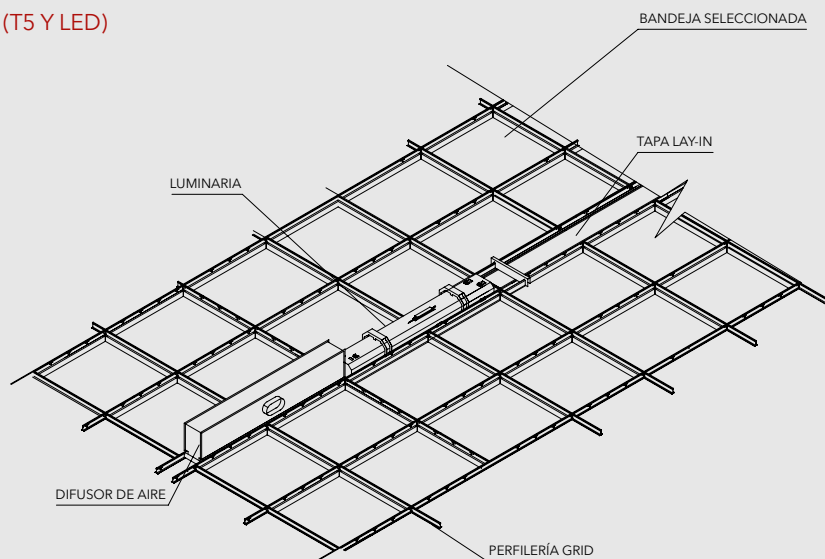 (T5 Y LED)
BANDEJA SELECCIONADA
TAPA LAY-IN
LUMINARIA
DIFUSOR DE AIRE
PERFILERÍA GRID